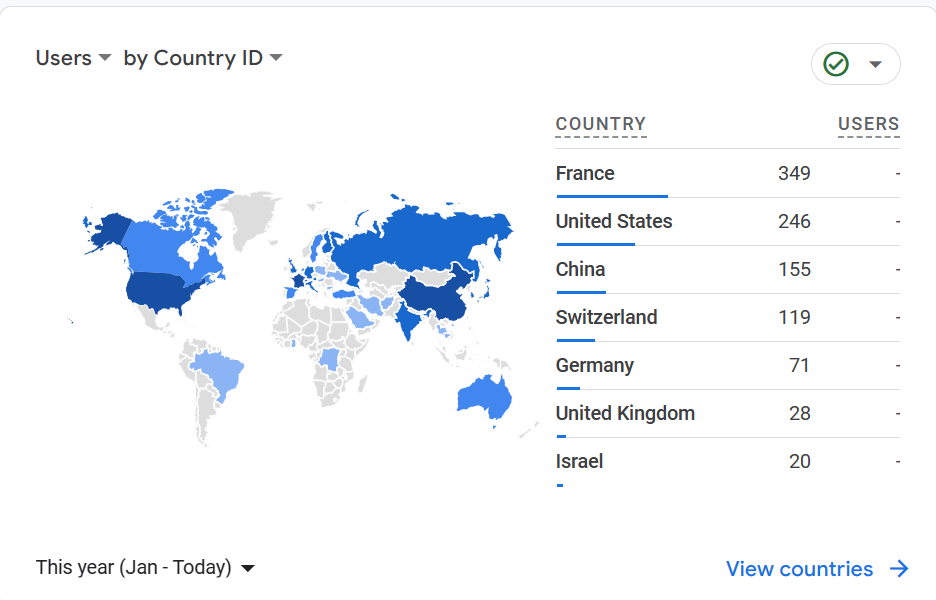 Users by Country ID
COUNTRY USERS
France 349 -
United States 246 -
China 155 -
Switzerland 119 -
Germany 71 -
United Kingdom 28 -
Israel 20 -
This year (Jan - Today) View countries